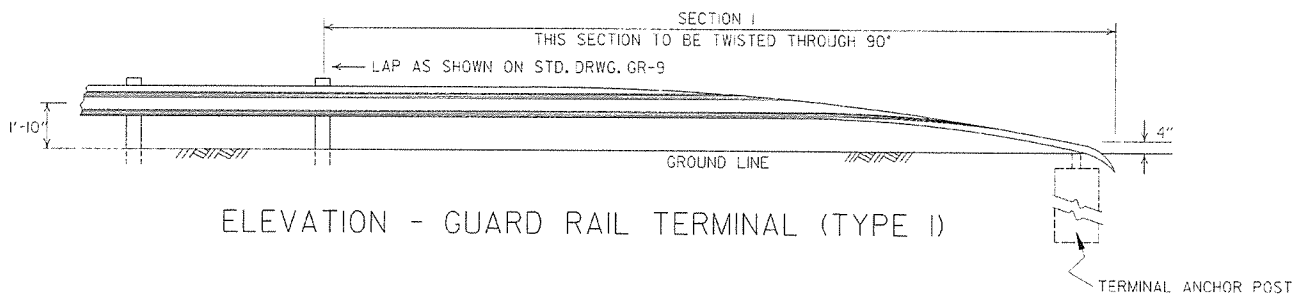 SECTION I
THIS SECTION TO BE TWISTED THROUGH 90°
LAP AS SHOWN ON STD. DRWG. GR-9
1'-10"
4"
GROUND LINE
ELEVATION - GUARD RAIL TERMINAL (TYPE I)
TERMINAL ANCHOR POST